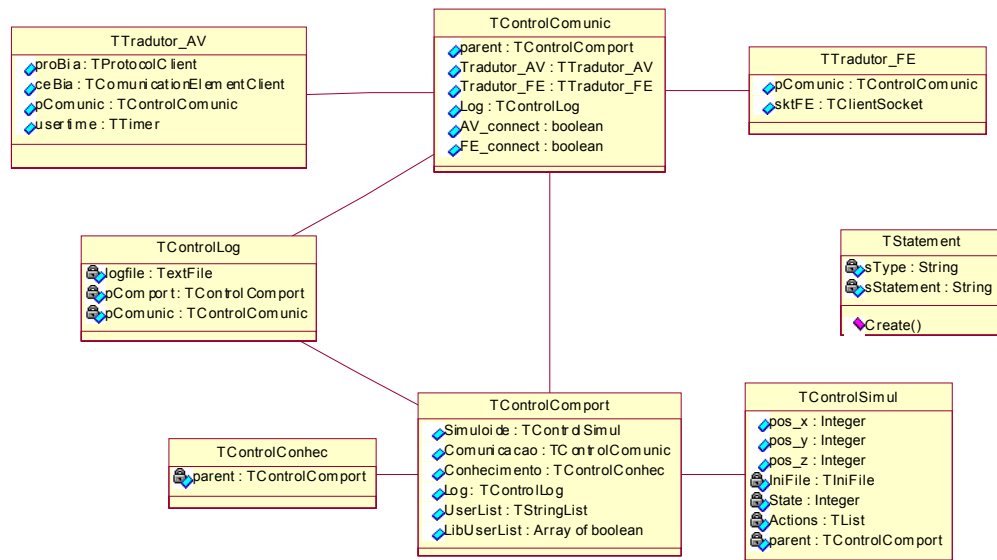 TTradutor_AV
proBia : TProtocolClient
ceBia : TComunicationElementClient
pComunic : TControlComunic
usertime : TTimer
TControlComunic
parent : TControlComport
Tradutor_AV : TTradutor_AV
Tradutor_FE : TTradutor_FE
Log : TControlLog
AV_connect : boolean
FE_connect : boolean
TTradutor_FE
pComunic : TControlComunic
sktFE : TClientSocket
TControlLog
logfile : TextFile
pComport : TControlComport
pComunic : TControlComunic
TStatement
sType : String
sStatement : String
Create()
TControlConhec
parent : TControlComport
TControlComport
Simuloide : TControlSimul
Comunicacao : TControlComunic
Conhecimento : TControlConhec
Log : TControlLog
UserList : TStringList
LibUserList : Array of boolean
TControlSimul
pos_x : Integer
pos_y : Integer
pos_z : Integer
IniFile : TIniFile
State : Integer
Actions : TList
parent : TControlComport